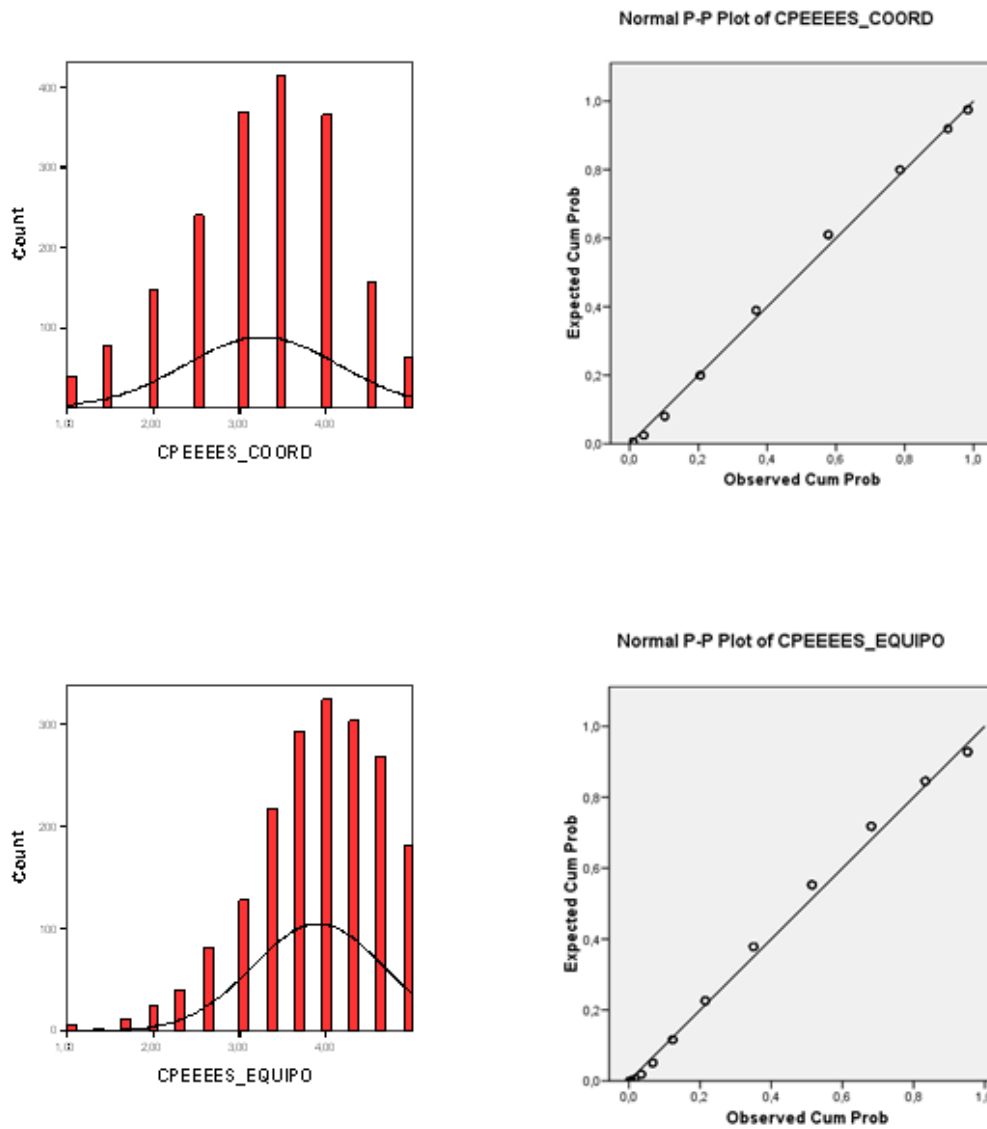 Normal P-P Plot of CPEEEES_COORD
400
300
200
100
Count
1,00 2,00 3,00 4,00
CPEEEES_COORD
1,0
0,8
0,6
0,4
0,2
0,0
Expected Cum Prob
0,0 0,2 0,4 0,6 0,8 1,0
Observed Cum Prob
Normal P-P Plot of CPEEEES_EQUIPO
300
200
100
0
Count
1,00 2,00 3,00 4,00
CPEEEES_EQUIPO
1,0
0,8
0,6
0,4
0,2
0,0
Expected Cum Prob
0,0 0,2 0,4 0,6 0,8 1,0
Observed Cum Prob